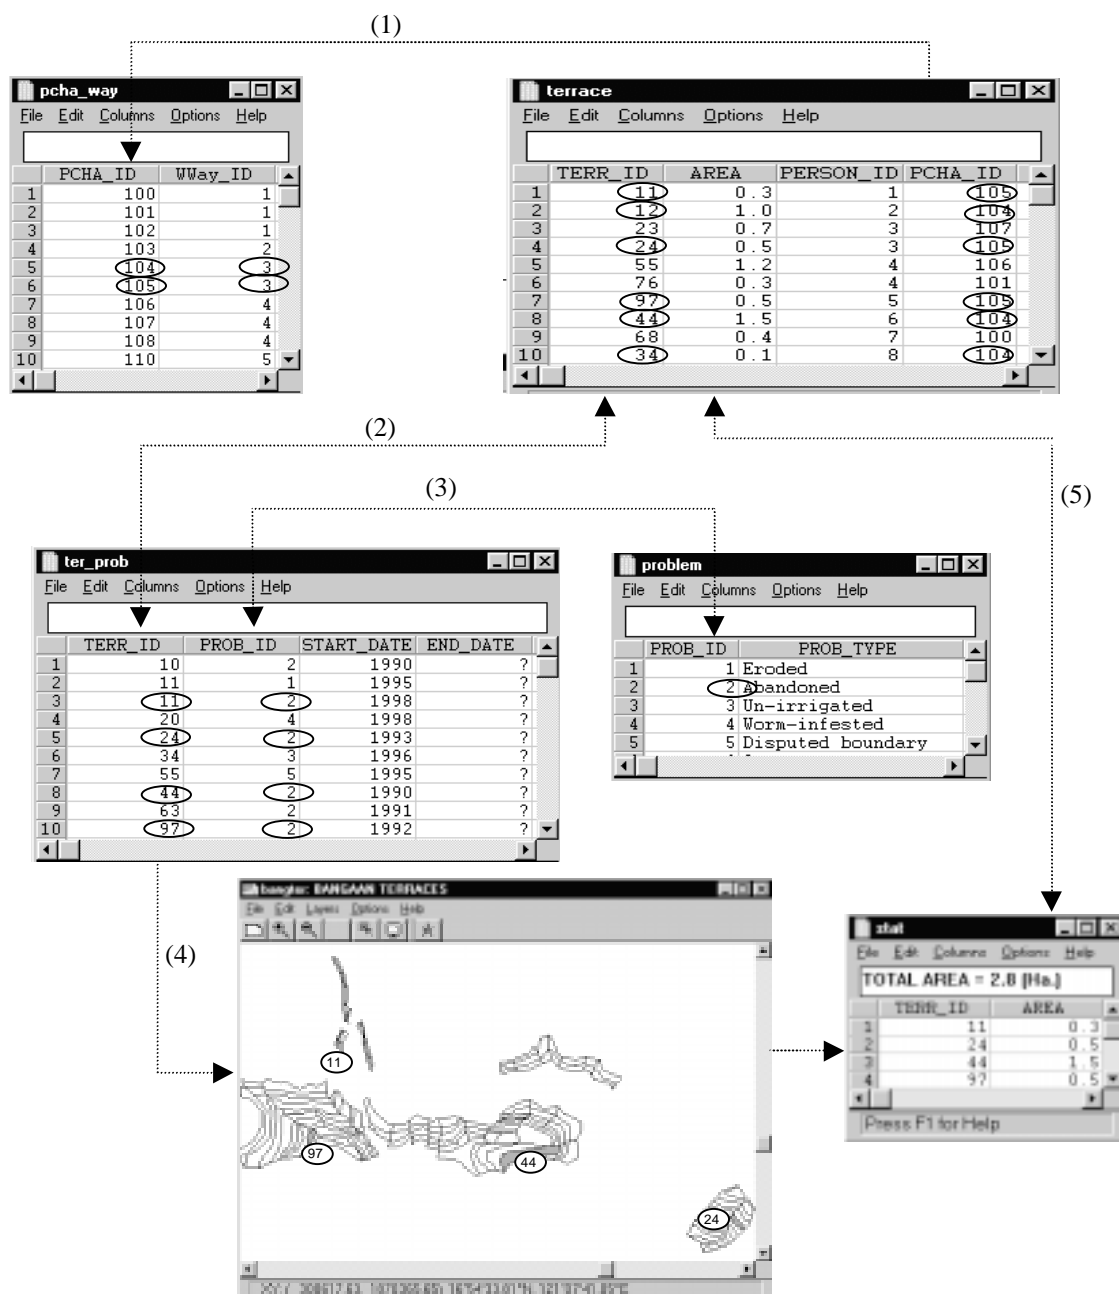 (1)
pcha_way
File Edit Columns Options Help
PCHA_ID WWay_ID
1 100 1
2 101 1
3 102 1
4 103 2
5 104 3
6 105 3
7 106 4
8 107 4
9 108 4
10 110 5
terrace
File Edit Columns Options Help
TERR_ID AREA PERSON_ID PCHA_ID
1 11 0.3 1 105
2 12 1.0 2 104
3 23 0.7 3 107
4 24 0.5 3 105
5 55 1.2 4 106
6 76 0.3 4 101
7 97 0.5 5 105
8 44 1.5 6 104
9 68 0.4 7 100
10 34 0.1 8 104
(2)
(3)
(5)
ter_prob
File Edit Columns Options Help
TERR_ID PROB_ID START_DATE END_DATE
1 10 2 1990 ?
2 11 1 1995 ?
3 11 2 1998 ?
4 20 4 1998 ?
5 24 2 1993 ?
6 34 3 1996 ?
7 55 5 1995 ?
8 44 2 1990 ?
9 63 2 1991 ?
10 97 2 1992 ?
problem
File Edit Columns Options Help
PROB_ID PROB_TYPE
1 1 Eroded
2 2 Abandoned
3 3 Un-irrigated
4 4 Worm-infested
5 5 Disputed boundary
(4)
BANGAAN TERRACES
File Edit Layers Options Help
11
97
44
24
stat
File Edit Columns Options Help
TOTAL AREA = 2.8 (Ha.)
TERR_ID AREA
1 11 0.3
2 24 0.5
3 44 1.5
4 97 0.5
Press F1 for Help